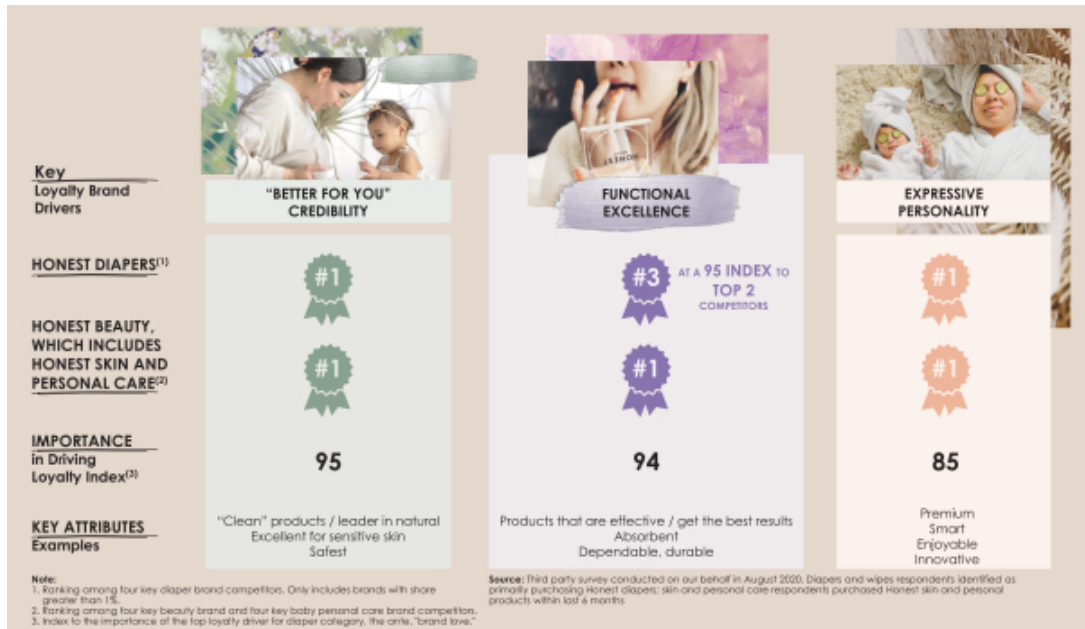 Key
Loyalty Brand
Drivers
“BETTER FOR YOU”
CREDIBILITY
FUNCTIONAL
EXCELLENCE
EXPRESSIVE
PERSONALITY
HONEST DIAPERS(1)
#1
#3
AT A 95 INDEX TO
TOP 2
COMPETITORS
#1
HONEST BEAUTY,
WHICH INCLUDES
HONEST SKIN AND
PERSONAL CARE(2)
#1
#1
#1
IMPORTANCE
in Driving
Loyalty Index(3)
95
94
85
KEY ATTRIBUTES
Examples
“Clean” products / leader in natural
Excellent for sensitive skin
Safest
Products that are effective / get the best results
Absorbent
Dependable, durable
Premium
Smart
Enjoyable
Innovative
Note:
1. Ranking among four key diaper brand competitors. Only includes brands with share
greater than 1%.
2. Ranking among four key beauty brand and four key baby personal care brand competitors.
3. Index to the importance of the top loyalty driver for diaper category, the ante, "brand love."
Source: Third party survey conducted on our behalf in August 2020. Diapers and wipes respondents identified as
primarily purchasing Honest diapers; skin and personal care respondents purchased Honest skin and personal
products within last 6 months
HONEST